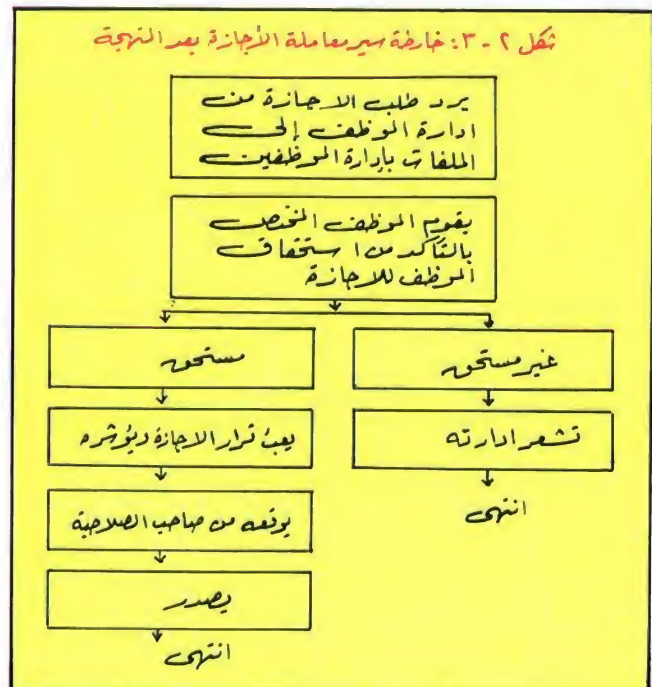 شكل ٢ - ٣: خارطة سير معاملة الأجازة بعد المنهجة
يرد طلب الاجازة من
ادارة الموظف إلى
الملفات بإدارة الموظفين
يقوم الموظف المختص
بالتأكد من استحقاق
الموظف للاجازة
غير مستحق
تشعر ادارته
انتهى
مستحق
يعبئ قرار الاجازة ويؤشره
يوقعه من صاحب الصلاحية
يصدر
انتهى